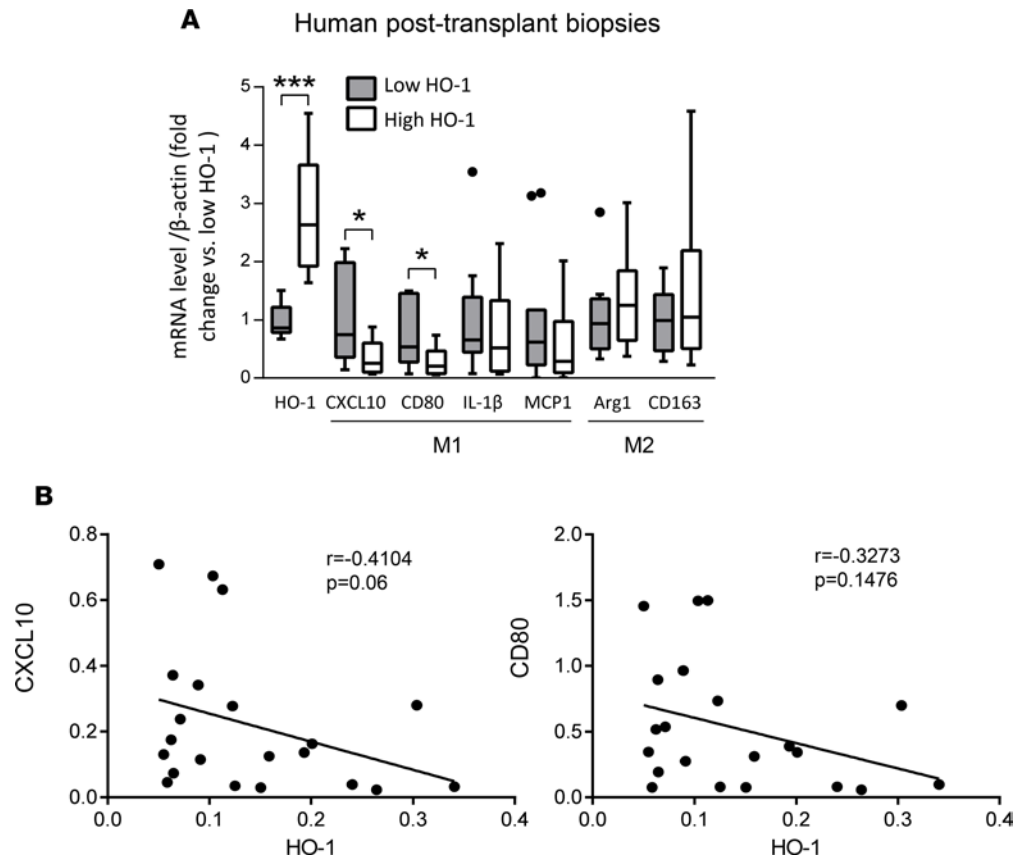 A Human post-transplant biopsies
mRNA level /β-actin (fold
change vs. low HO-1 )
5
4
3
2
1
0
Low HO-1
High HO-1
***
*
*
HO-1 CXCL10 CD80 IL-1β MCP1 Arg1 CD163
M1 M2
B
CXCL10
0.8
0.6
0.4
0.2
0.0
r=-0.4104
p=0.06
0.0 0.1 0.2 0.3 0.4
HO-1
CD80
2.0
1.5
1.0
0.5
0.0
r=-0.3273
p=0.1476
0.0 0.1 0.2 0.3 0.4
HO-1